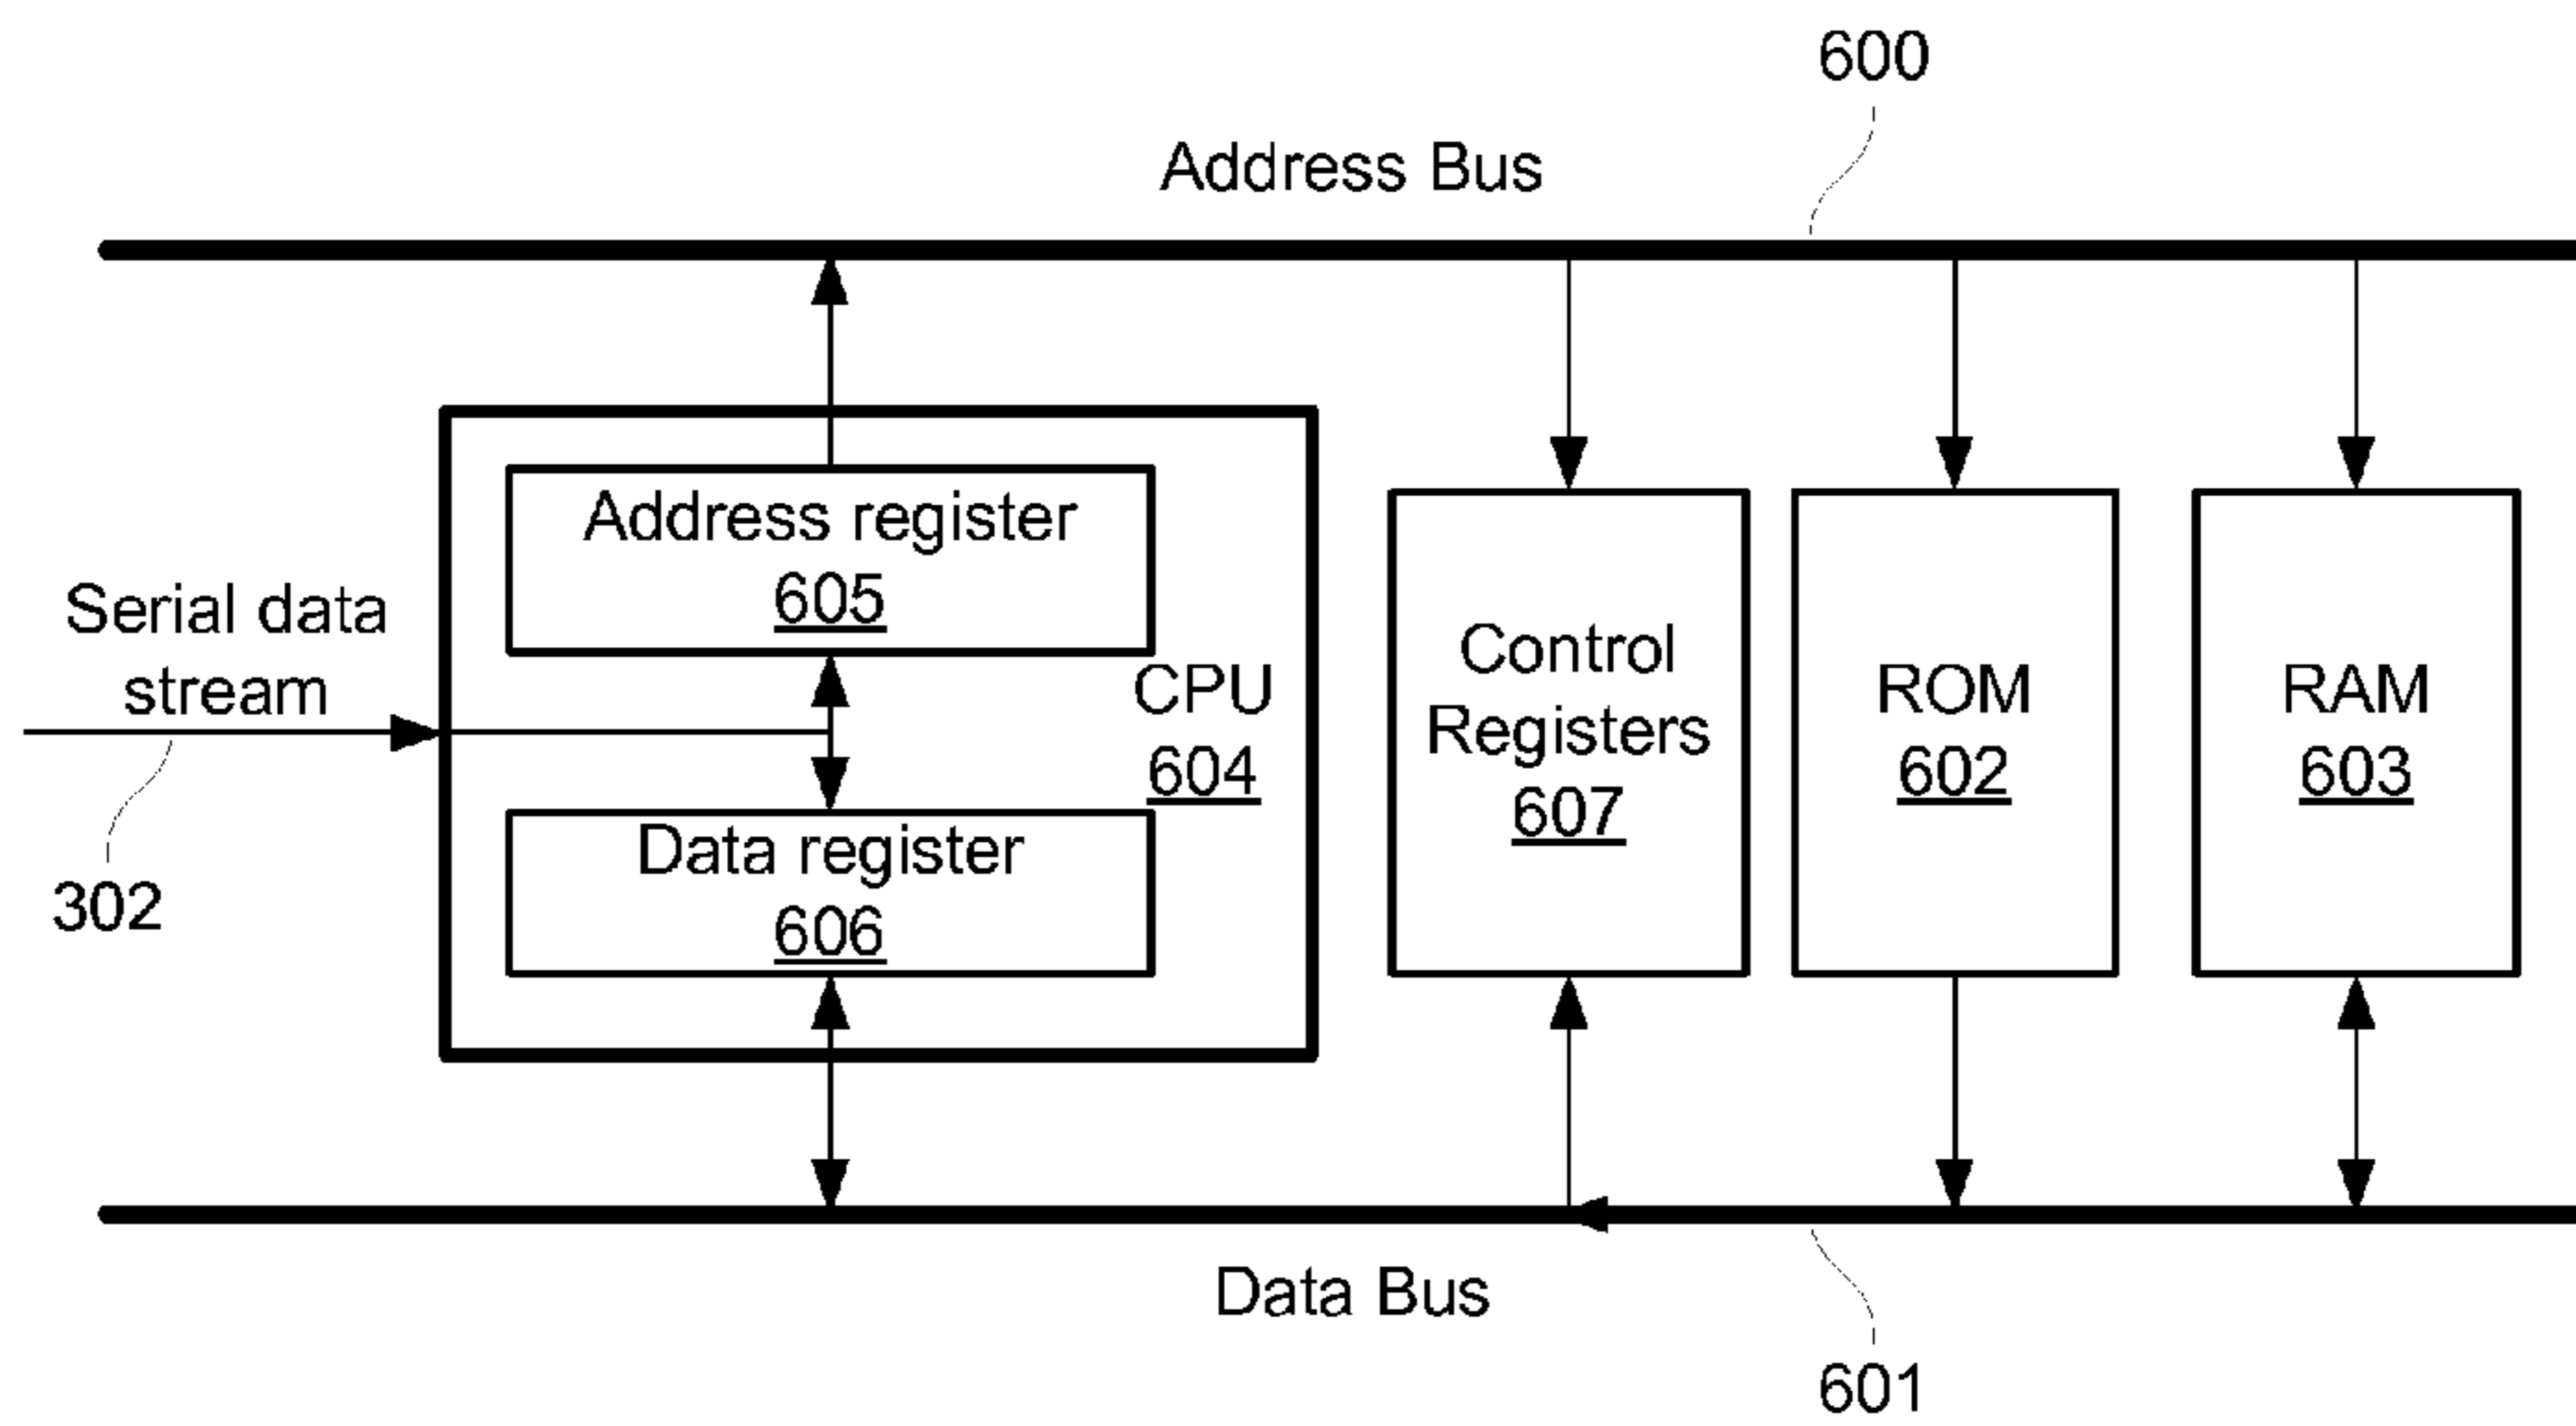 600
Address Bus
Address register
605
Serial data
stream
302
CPU
604
Data register
606
Control
Registers
607
ROM
602
RAM
603
Data Bus
601